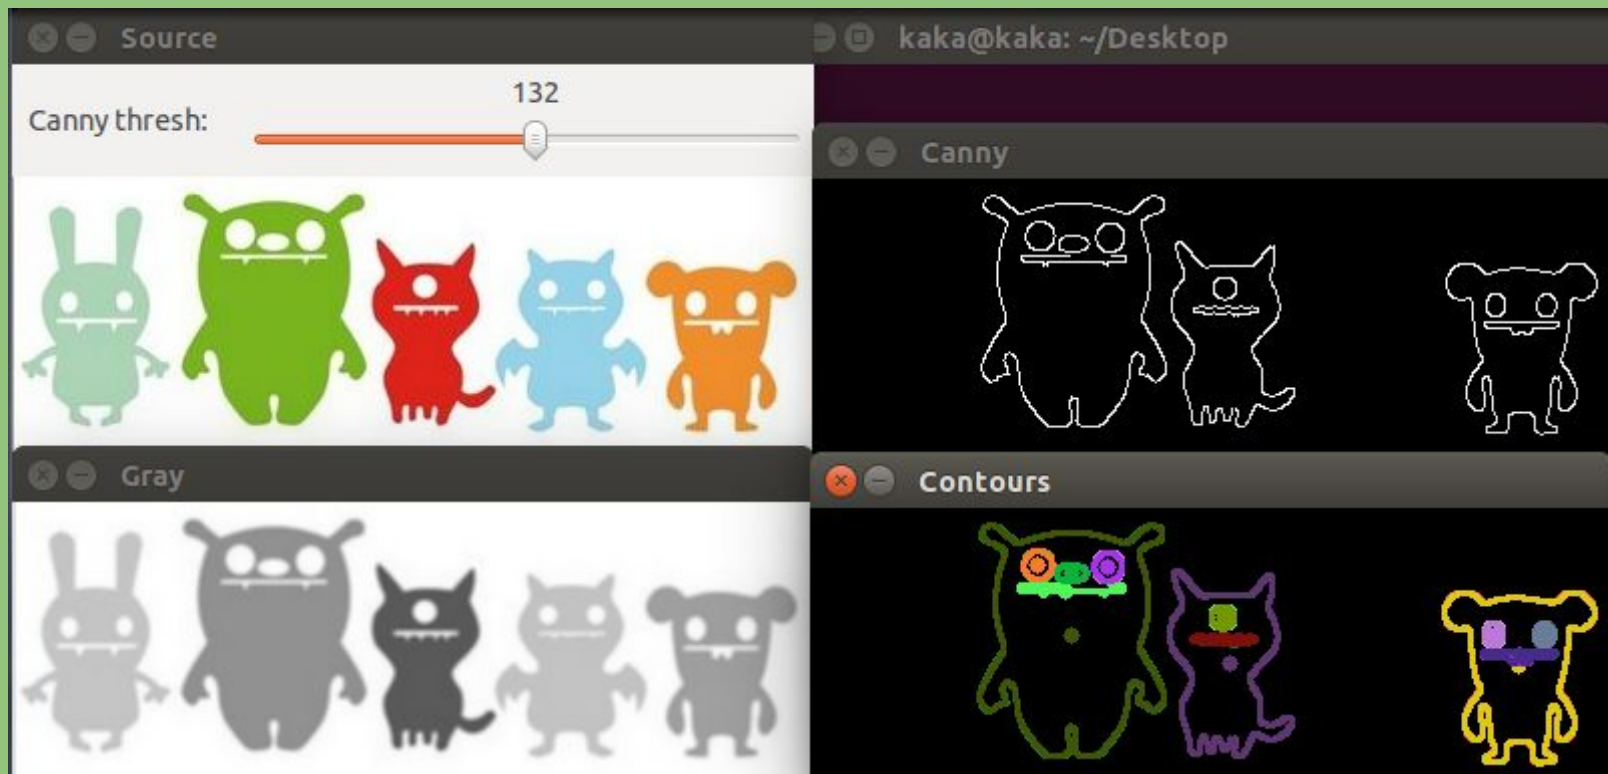 Source
kaka@kaka: ~/Desktop
132
Canny thresh:
Canny
Gray
Contours